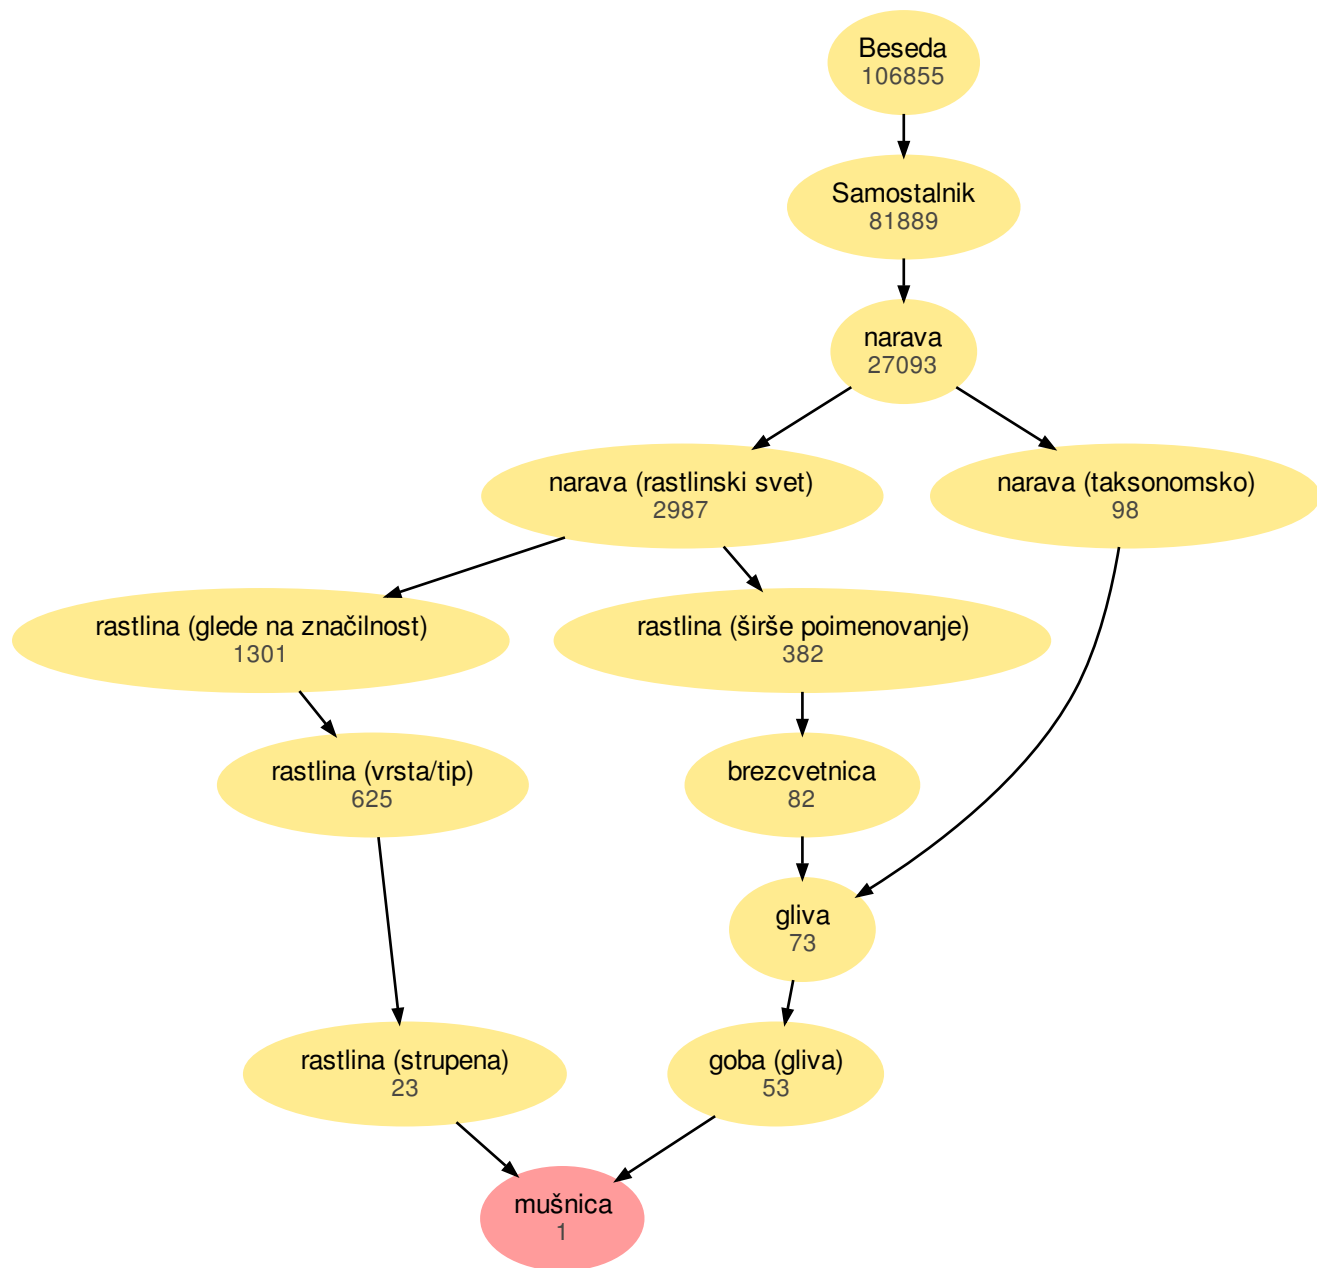 Beseda
106855
Samostalnik
81889
narava
27093
narava (rastlinski svet)
2987
narava (taksonomsko)
98
rastlina (glede na značilnost)
1301
rastlina (širše poimenovanje)
382
rastlina (vrsta/tip)
625
brezcvetnica
82
gliva
73
rastlina (strupena)
23
goba (gliva)
53
mušnica
1